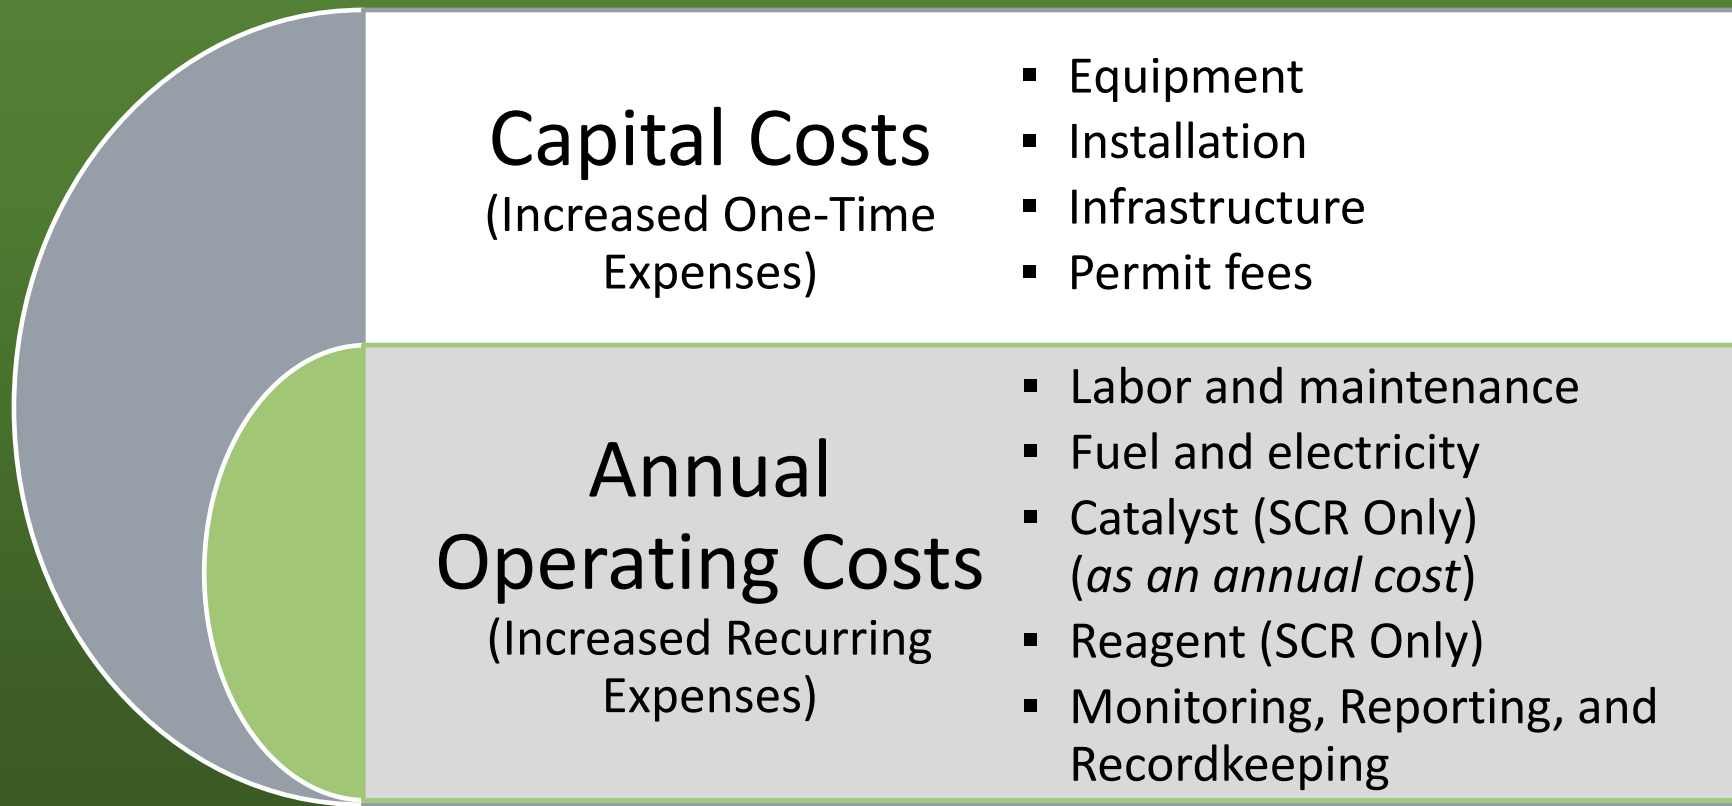 Capital Costs
(Increased One-Time
Expenses)
▪ Equipment
▪ Installation
▪ Infrastructure
▪ Permit fees
Annual
Operating Costs
(Increased Recurring
Expenses)
▪ Labor and maintenance
▪ Fuel and electricity
▪ Catalyst (SCR Only)
(as an annual cost)
▪ Reagent (SCR Only)
▪ Monitoring, Reporting, and
Recordkeeping